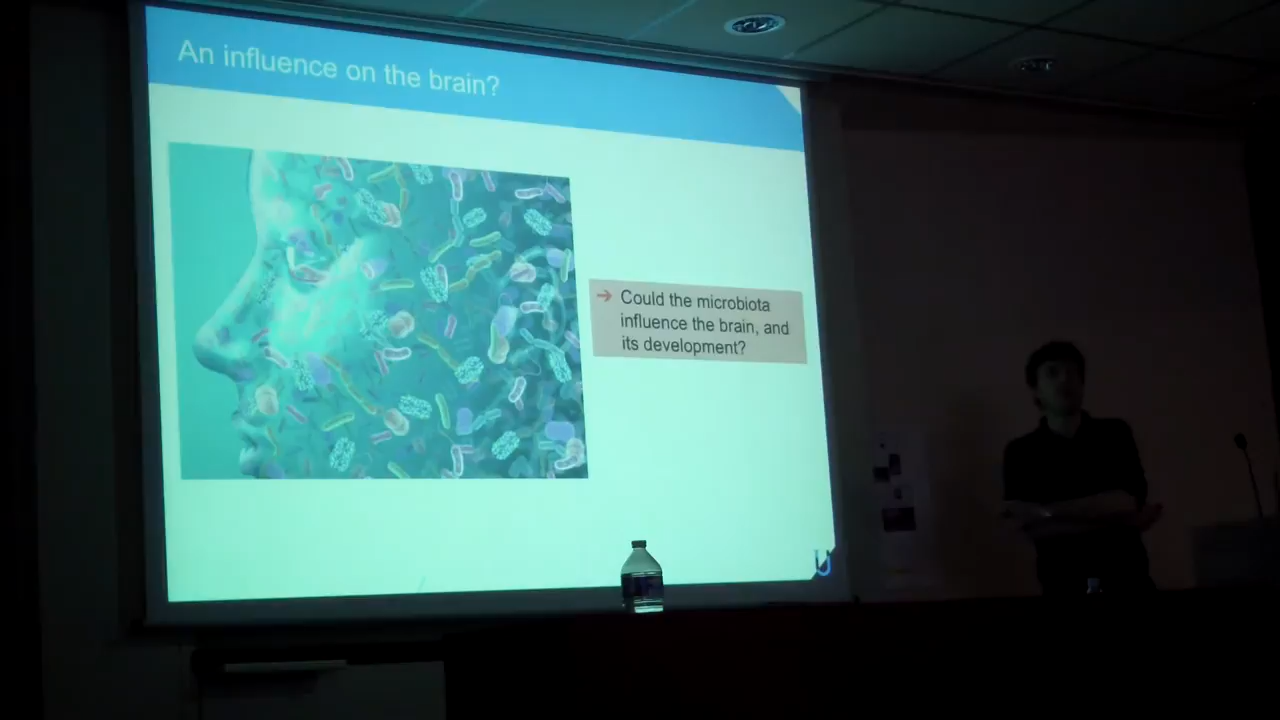 An influence on the brain?
→ Could the microbiota
influence the brain, and
its development?